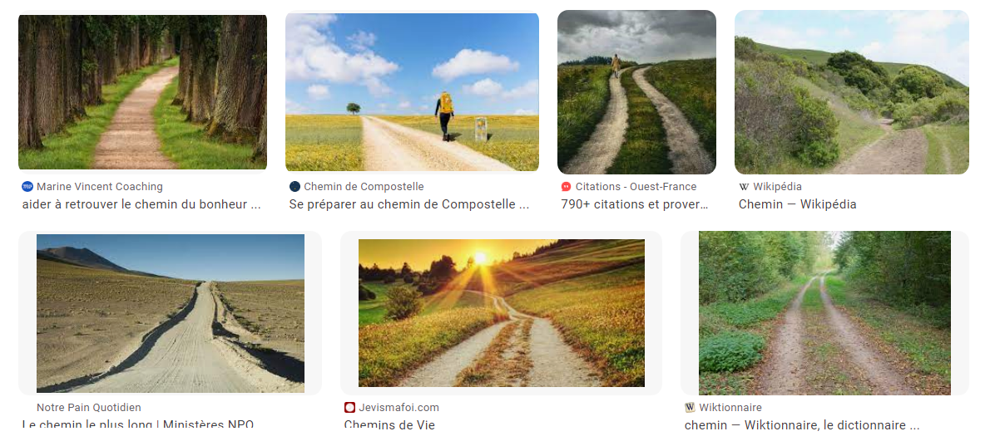 Marine Vincent Coaching
aider à retrouver le chemin du bonheur ...
Chemin de Compostelle
Se préparer au chemin de Compostelle ...
Citations - Ouest-France
790+ citations et prover...
W Wikipédia
Chemin — Wikipédia
Notre Pain Quotidien
Le chemin le plus long | Ministères NPQ
Jevismafoi.com
Chemins de Vie
W Wiktionnaire
chemin — Wiktionnaire, le dictionnaire ...